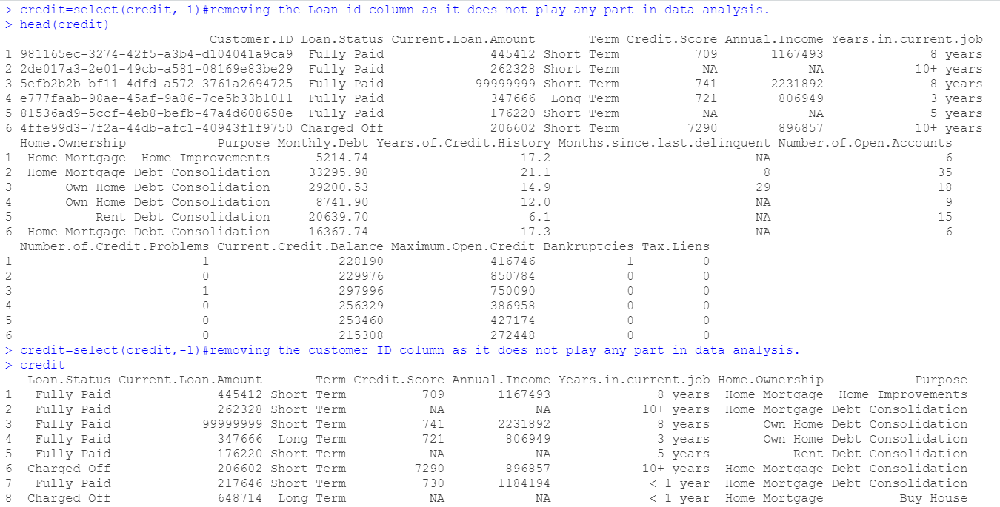 > credit=select(credit,-1)#removing the Loan id column as it does not play any part in data analysis.
> head(credit)
                           Customer.ID Loan.Status Current.Loan.Amount       Term Credit.Score Annual.Income Years.in.current.job
1 981165ec-3274-42f5-a3b4-d104041a9ca9  Fully Paid              445412 Short Term          709       1167493              8 years
2 2de017a3-2e01-49cb-a581-08169e83be29  Fully Paid              262328 Short Term           NA            NA            10+ years
3 5efb2b2b-bf11-4dfd-a572-3761a2694725  Fully Paid            99999999 Short Term          741       2231892              8 years
4 e777faab-98ae-45af-9a86-7ce5b33b1011  Fully Paid              347666  Long Term          721        806949              3 years
5 81536ad9-5ccf-4eb8-befb-47a4d608658e  Fully Paid              176220 Short Term           NA            NA              5 years
6 4ffe99d3-7f2a-44db-afc1-40943f1f9750 Charged Off              206602 Short Term         7290        896857            10+ years
  Home.Ownership            Purpose Monthly.Debt Years.of.Credit.History Months.since.last.delinquent Number.of.Open.Accounts
1  Home Mortgage  Home Improvements      5214.74                    17.2                           NA                       6
2  Home Mortgage Debt Consolidation     33295.98                    21.1                            8                      35
3       Own Home Debt Consolidation     29200.53                    14.9                           29                      18
4       Own Home Debt Consolidation      8741.90                    12.0                           NA                       9
5           Rent Debt Consolidation     20639.70                     6.1                           NA                      15
6  Home Mortgage Debt Consolidation     16367.74                    17.3                           NA                       6
  Number.of.Credit.Problems Current.Credit.Balance Maximum.Open.Credit Bankruptcies Tax.Liens
1                         1                 228190              416746            1         0
2                         0                 229976              850784            0         0
3                         1                 297996              750090            0         0
4                         0                 256329              386958            0         0
5                         0                 253460              427174            0         0
6                         0                 215308              272448            0         0
> credit=select(credit,-1)#removing the customer ID column as it does not play any part in data analysis.
> credit
  Loan.Status Current.Loan.Amount       Term Credit.Score Annual.Income Years.in.current.job Home.Ownership            Purpose
1  Fully Paid              445412 Short Term          709       1167493              8 years  Home Mortgage  Home Improvements
2  Fully Paid              262328 Short Term           NA            NA            10+ years  Home Mortgage Debt Consolidation
3  Fully Paid            99999999 Short Term          741       2231892              8 years       Own Home Debt Consolidation
4  Fully Paid              347666  Long Term          721        806949              3 years       Own Home Debt Consolidation
5  Fully Paid              176220 Short Term           NA            NA              5 years           Rent Debt Consolidation
6 Charged Off              206602 Short Term         7290        896857            10+ years  Home Mortgage Debt Consolidation
7  Fully Paid              217646 Short Term          730       1184194             < 1 year  Home Mortgage Debt Consolidation
8 Charged Off              648714  Long Term           NA            NA             < 1 year  Home Mortgage          Buy House